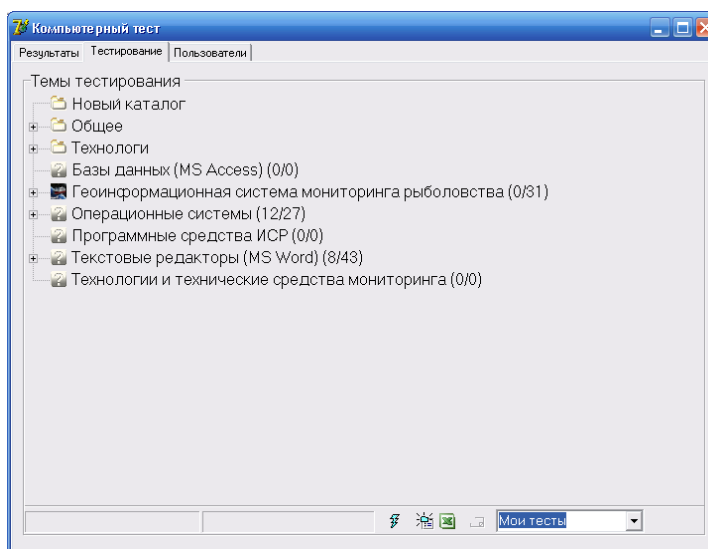 Компьютерный тест
Результаты Тестирование Пользователи
Темы тестирования
Новый каталог
Общее
Технологи
Базы данных (MS Access) (0/0)
Геоинформационная система мониторинга рыболовства (0/31)
Операционные системы (12/27)
Программные средства ИСР (0/0)
Текстовые редакторы (MS Word) (8/43)
Технологии и технические средства мониторинга (0/0)
Мои тесты